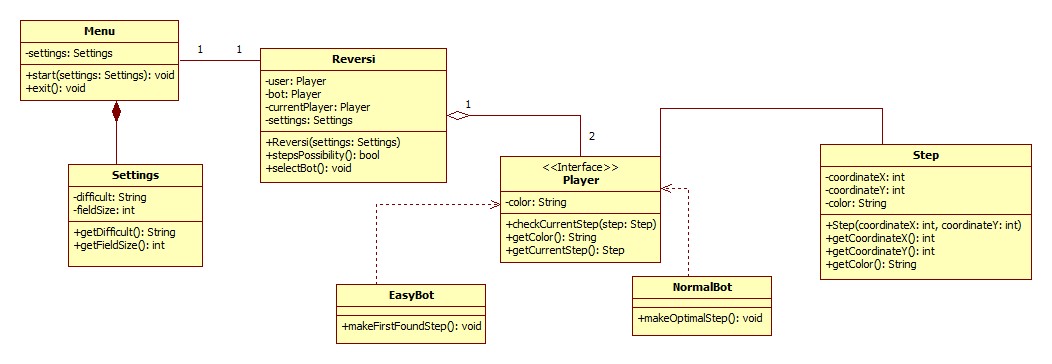 Menu
-settings: Settings
+start(settings: Settings): void
+exit(): void
1
1
Reversi
-user: Player
-bot: Player
-currentPlayer: Player
-settings: Settings
+Reversi(settings: Settings)
+stepsPossibility(): bool
+selectBot(): void
1
2
Settings
-difficult: String
-fieldSize: int
+getDifficult(): String
+getFieldSize(): int
<<Interface>>
Player
-color: String
+checkCurrentStep(step: Step)
+getColor(): String
+getCurrentStep(): Step
Step
-coordinateX: int
-coordinateY: int
-color: String
+Step(coordinateX: int, coordinateY: int)
+getCoordinateX(): int
+getCoordinateY(): int
+getColor(): String
EasyBot
+makeFirstFoundStep(): void
NormalBot
+makeOptimalStep(): void